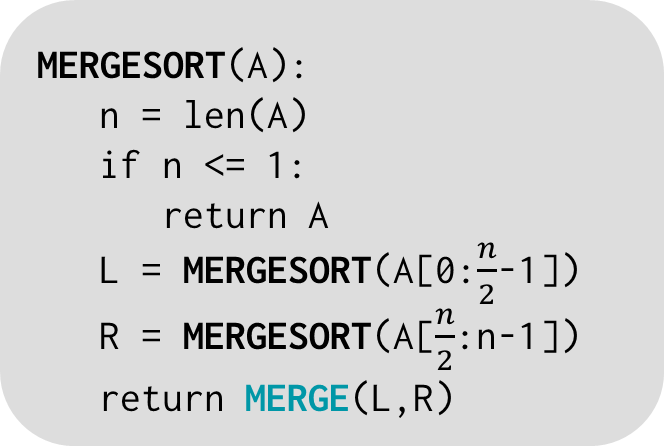 MERGESORT(A):
n = len(A)
if n <= 1:
return A
L = MERGESORT(A[0:n/2-1])
R = MERGESORT(A[n/2:n-1])
return MERGE(L,R)